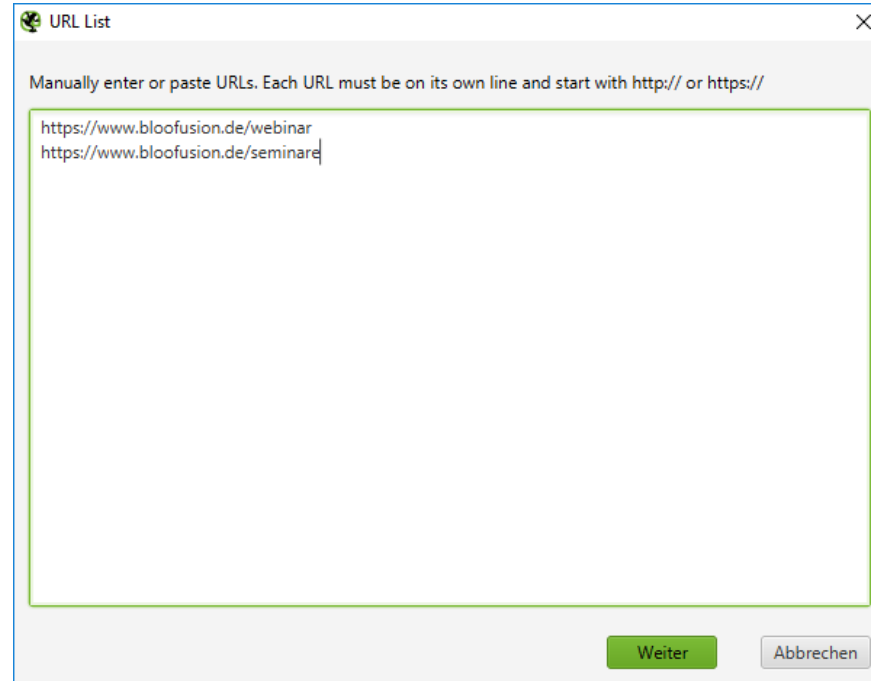 URL List
Manually enter or paste URLs. Each URL must be on its own line and start with http:// or https://
https://www.bloofusion.de/webinar
https://www.bloofusion.de/seminare
Weiter
Abbrechen